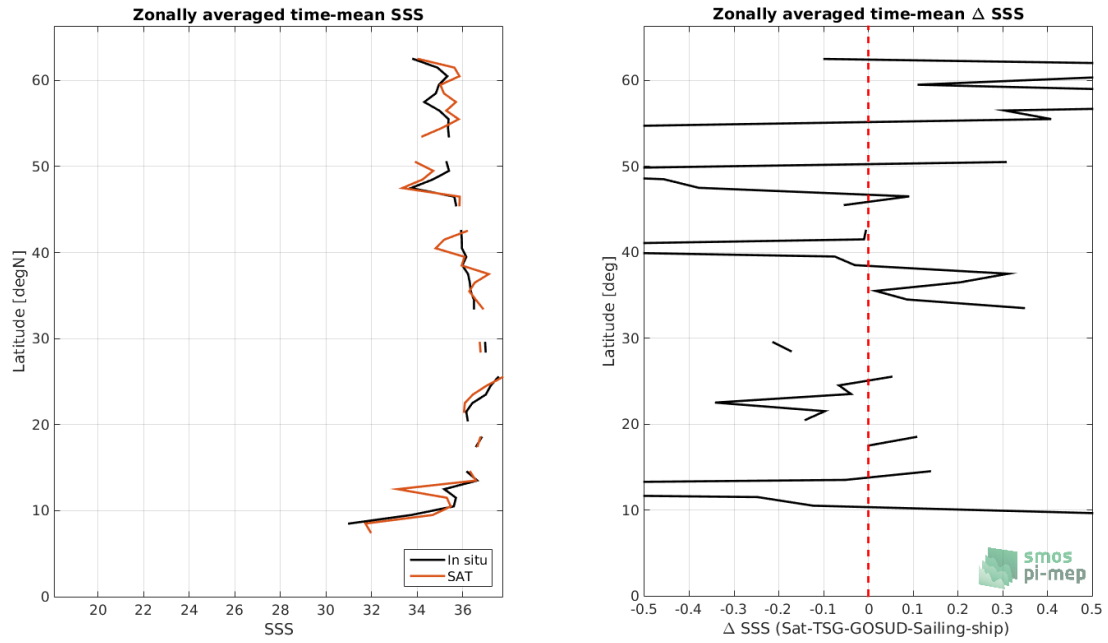 Zonally averaged time-mean SSS
Latitude [degN]
60
50
40
30
20
10
0
20 22 24 26 28 30 32 34 36
SSS
In situ
SAT
Zonally averaged time-mean Δ SSS
Latitude [deg]
60
50
40
30
20
10
0
-0.5 -0.4 -0.3 -0.2 -0.1 0 0.1 0.2 0.3 0.4 0.5
Δ SSS (Sat-TSG-GOSUD-Sailing-ship)
smos
pi-mep